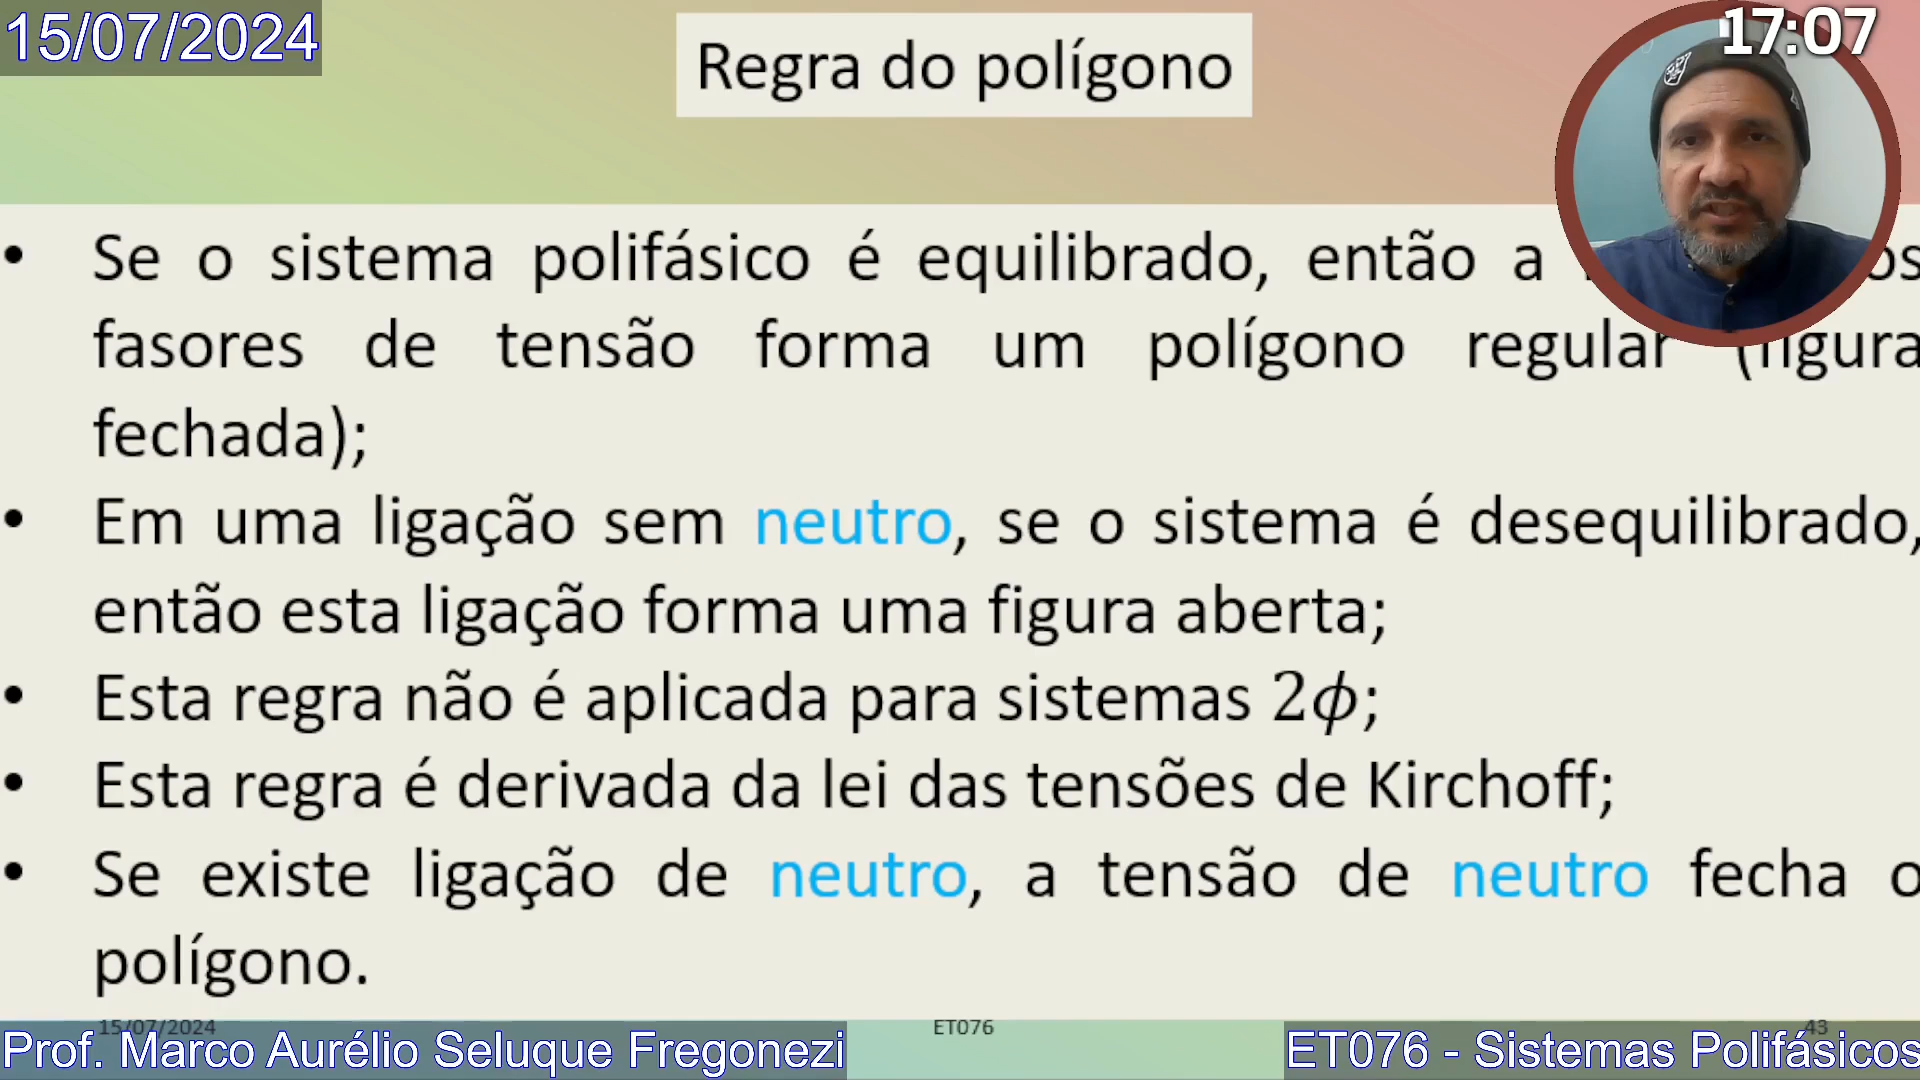 15/07/2024
17:07
Regra do polígono
• Se o sistema polifásico é equilibrado, então a os
fasores de tensão forma um polígono regular (figura
fechada);
• Em uma ligação sem neutro, se o sistema é desequilibrado,
então esta ligação forma uma figura aberta;
• Esta regra não é aplicada para sistemas 2ϕ;
• Esta regra é derivada da lei das tensões de Kirchoff;
• Se existe ligação de neutro, a tensão de neutro fecha o
polígono.
15/07/2024 ET076 43
Prof. Marco Aurélio Seluque Fregonezi
ET076 - Sistemas Polifásicos